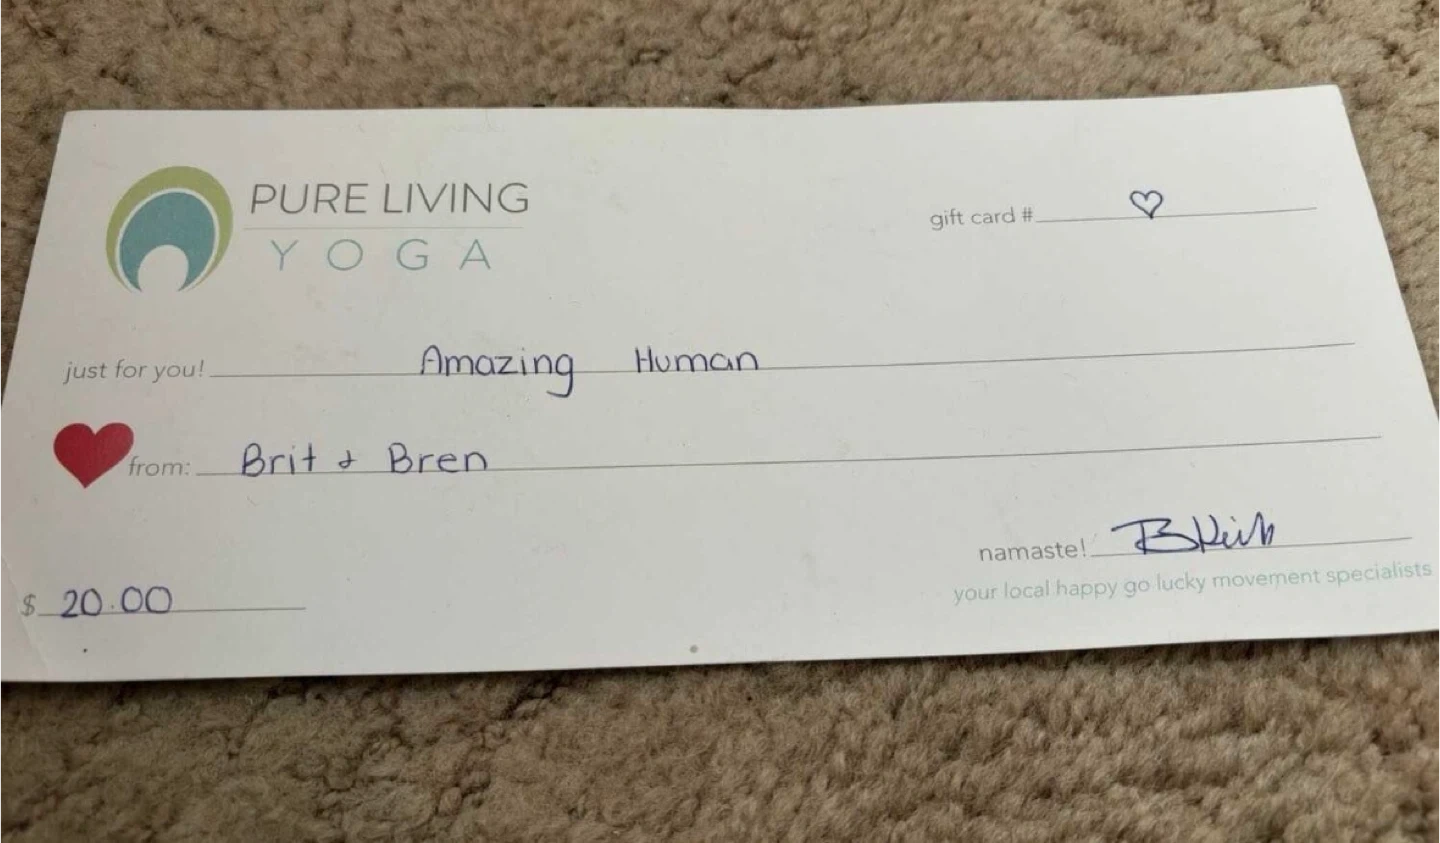 PURE LIVING
YOGA
gift card #
just for you! Amazing Human
from: Brit & Bren
namaste!
your local happy go lucky movement specialists
$ 20.00